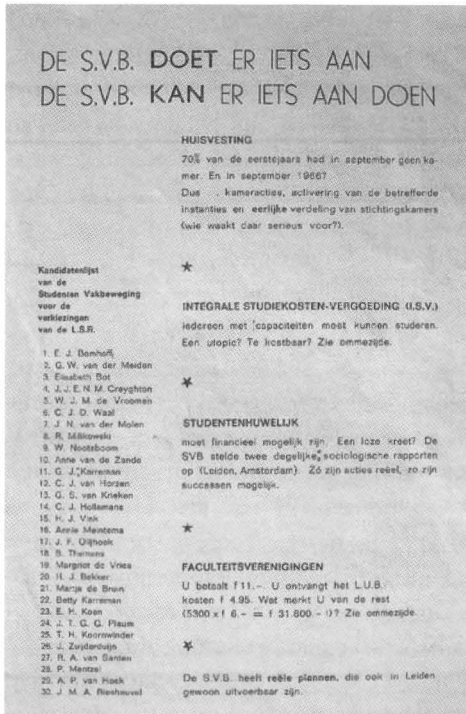 DE S.V.B. DOET ER IETS AAN
DE S.V.B. KAN ER IETS AAN DOEN
HUISVESTING
70% van de eerstejaars had in september geen ka-
mer. En in september 1966?
Dus . kameracties, activering van de betreffende
instanties en eerlijke verdeling van stichtingskamers
(wie waakt daar serieus voor?).
★
INTEGRALE STUDIEKOSTEN-VERGOEDING (I.S.V.)
Iedereen met capaciteiten moet kunnen studeren.
Een utopie? Te kostbaar? Zie ommezijde.
★
STUDENTENHUWELIJK
moet financieel mogelijk zijn. Een loze kreet? De
SVB stelde twee degelijke, sociologische rapporten
op (Leiden, Amsterdam). Zó zijn acties reëel, zo zijn
successen mogelijk.
★
FACULTEITSVERENIGINGEN
U betaalt f 11.-. U ontvangt het L.U.B.
kosten f 4.95. Wat merkt U van de rest
(5300 x f 6.- = f 31.800 - !)? Zie ommezijde.
★
De S.V.B. heeft reële plannen, die ook in Leiden
gewoon uitvoerbaar zijn.
Kandidatenlijst
van de
Studenten Vakbeweging
voor de
verkiezingen
van de L.S.R.
1. E. J. Bomhoff
2. G. W. van der Meiden
3. Elisabeth Bot
4. J. J. E. N. M. Creyghton
5. W. J. M. de Vroomen
6. C. J. D. Waal
7. J. N. van der Molen
8. R. Milikowski
9. W. Nooteboom
10. Anne van de Zande
11. G. J. Karreman
12. C. J. van Horzen
13. G. S. van Krieken
14. C. J. Hollemans
15. H. J. Vink
16. Annie Meintema
17. J. F. Olijhoek
18. B. Themans
19. Margriet de Vries
20. H. J. Bekker
21. Marija de Bruin
22. Betty Karreman
23. E. H. Koen
24. J. T. G. G. Plaum
25. T. H. Koornwinder
26. J. Zuijderduijn
27. R. A. van Santen
28. P. Mentzel
29. A. P. van Hoek
30. J. M. A. Biesheuvel